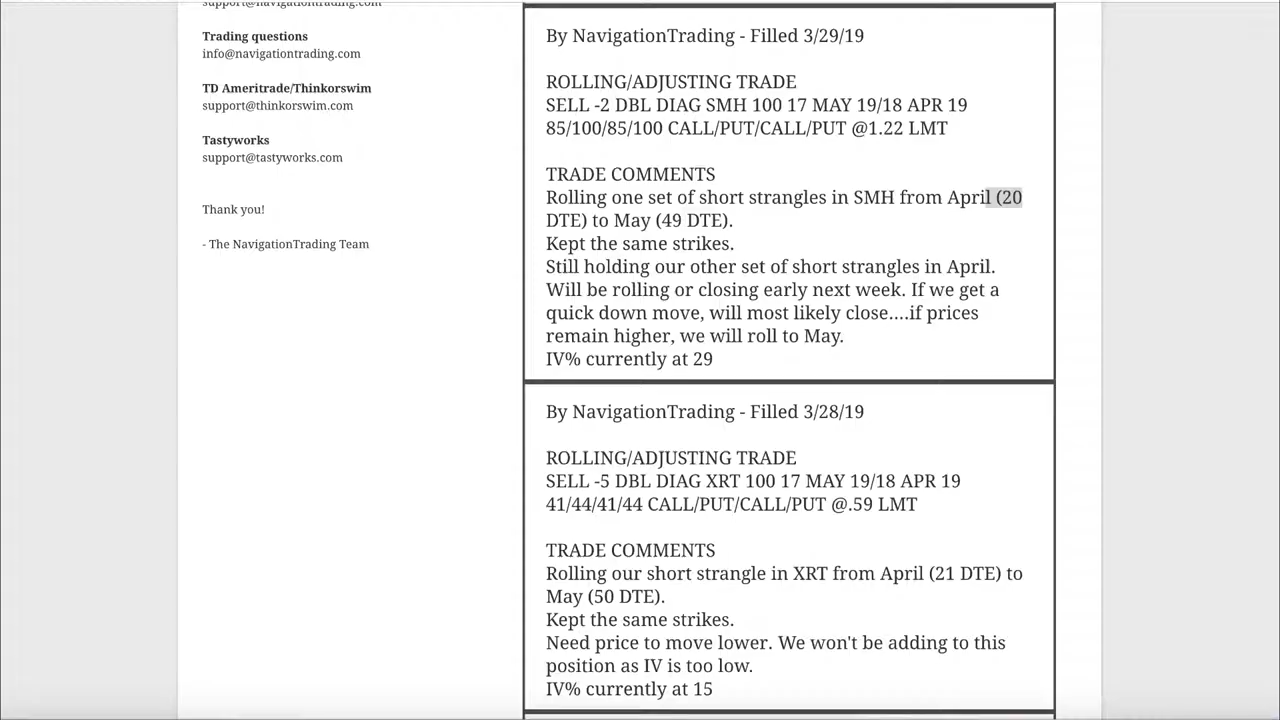 support@navigationtrading.com
Trading questions
info@navigationtrading.com
TD Ameritrade/Thinkorswim
support@thinkorswim.com
Tastyworks
support@tastyworks.com
Thank you!
- The NavigationTrading Team
By NavigationTrading - Filled 3/29/19
ROLLING/ADJUSTING TRADE
SELL -2 DBL DIAG SMH 100 17 MAY 19/18 APR 19
85/100/85/100 CALL/PUT/CALL/PUT @1.22 LMT
TRADE COMMENTS
Rolling one set of short strangles in SMH from April (20
DTE) to May (49 DTE).
Kept the same strikes.
Still holding our other set of short strangles in April.
Will be rolling or closing early next week. If we get a
quick down move, will most likely close....if prices
remain higher, we will roll to May.
IV% currently at 29
By NavigationTrading - Filled 3/28/19
ROLLING/ADJUSTING TRADE
SELL -5 DBL DIAG XRT 100 17 MAY 19/18 APR 19
41/44/41/44 CALL/PUT/CALL/PUT @.59 LMT
TRADE COMMENTS
Rolling our short strangle in XRT from April (21 DTE) to
May (50 DTE).
Kept the same strikes.
Need price to move lower. We won't be adding to this
position as IV is too low.
IV% currently at 15